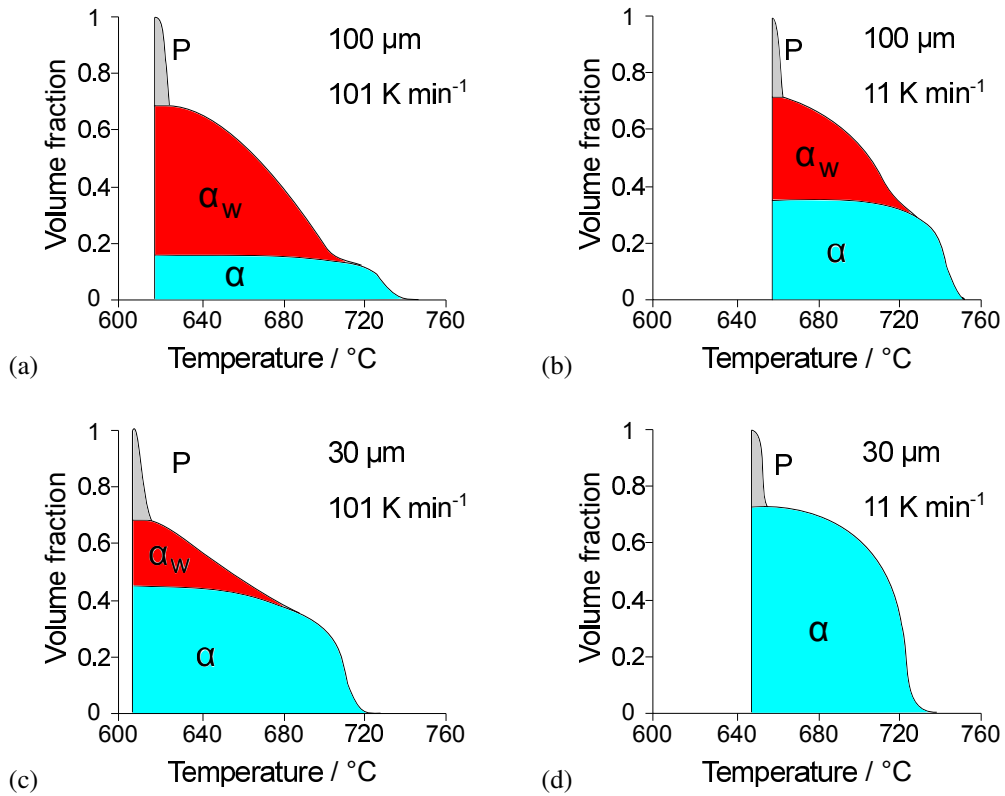 1
0.8
0.6
0.4
0.2
0
Volume fraction
P
αw
α
100 µm
101 K min-1
600 640 680 720 760
Temperature / °C
(a)
1
0.8
0.6
0.4
0.2
0
Volume fraction
P
αw
α
100 µm
11 K min-1
600 640 680 720 760
Temperature / °C
(b)
1
0.8
0.6
0.4
0.2
0
Volume fraction
P
αw
α
30 µm
101 K min-1
600 640 680 720 760
Temperature / °C
(c)
1
0.8
0.6
0.4
0.2
0
Volume fraction
P
α
30 µm
11 K min-1
600 640 680 720 760
Temperature / °C
(d)